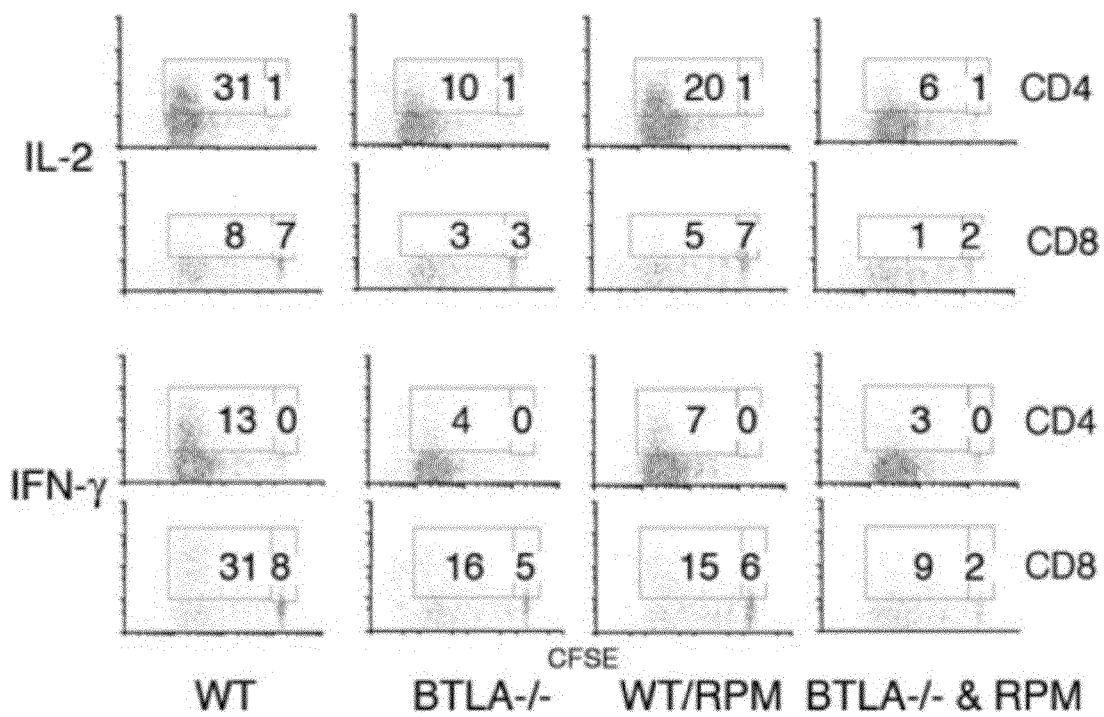 31 1 10 1 20 1 6 1 CD4
IL-2
8 7 3 3 5 7 1 2 CD8
13 0 4 0 7 0 3 0 CD4
IFN-γ
31 8 16 5 15 6 9 2 CD8
CFSE
WT BTLA-/- WT/RPM BTLA-/- & RPM